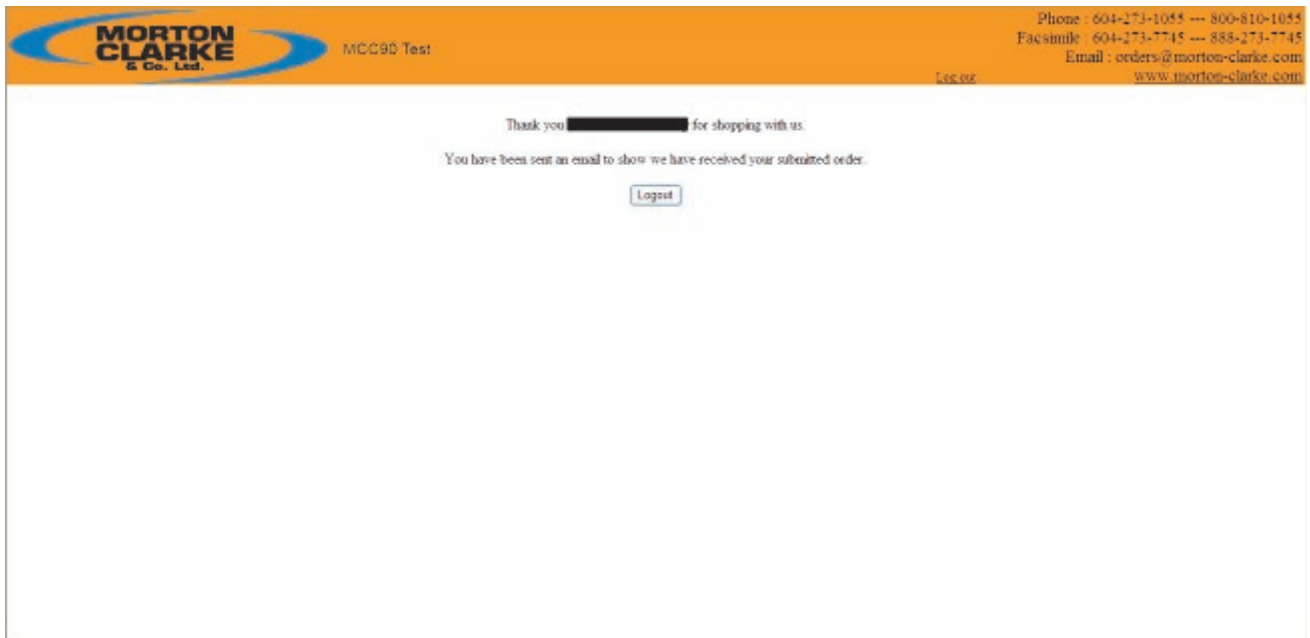 MORTON
CLARKE
& Co. Ltd.
MCC90 Test
Phone : 604-273-1055 --- 800-810-1055
Facsimile : 604-273-7745 --- 888-273-7745
Email : orders@morton-clarke.com
Log out
www.morton-clarke.com
Thank you for shopping with us.
You have been sent an email to show we have received your submitted order.
Logout